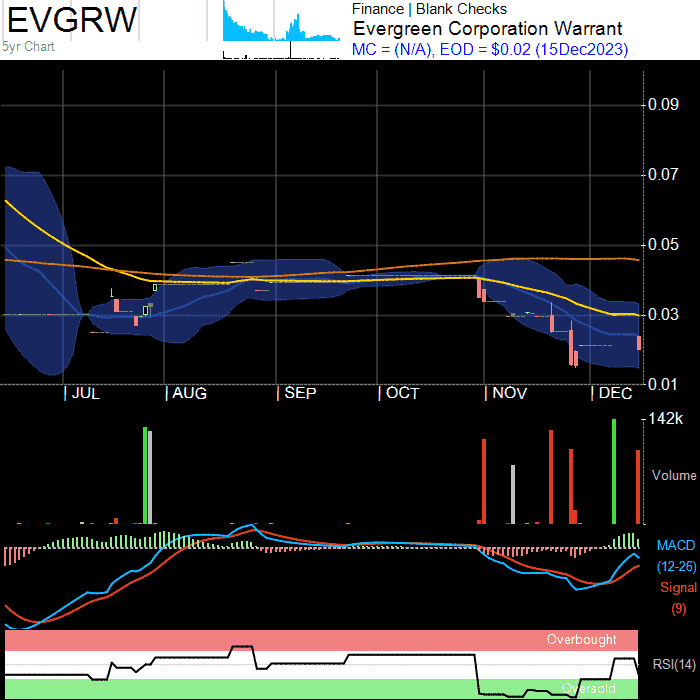 EVGRW
5yr Chart
Finance | Blank Checks
Evergreen Corporation Warrant
MC = (N/A), EOD = $0.02 (15Dec2023)
0.09
0.07
0.05
0.03
0.01
| JUL | AUG | SEP | OCT | NOV | DEC
142k
Volume
MACD
(12-26)
Signal
(9)
Overbought
RSI(14)
Oversold